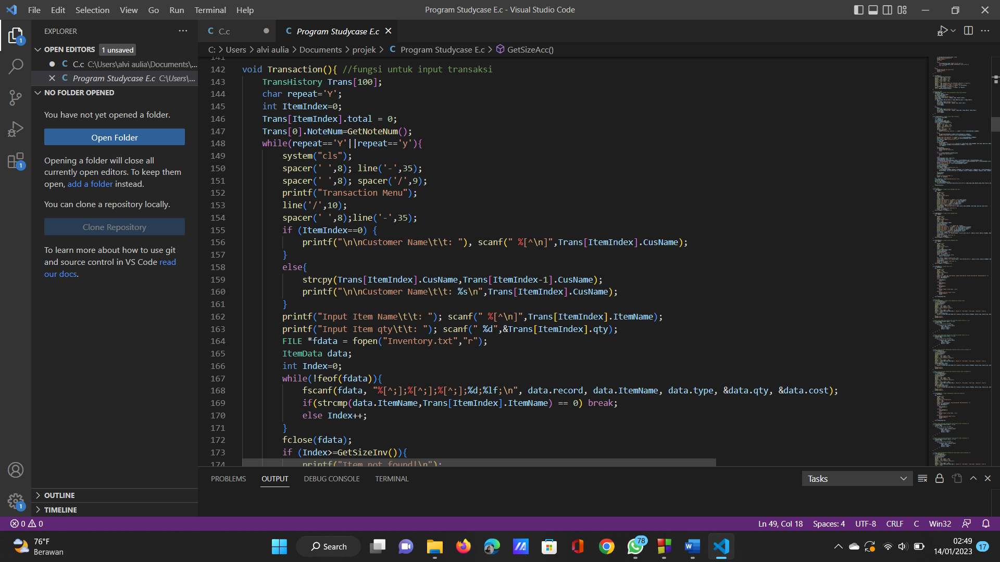 File Edit Selection View Go Run Terminal Help
Program Studycase E.c - Visual Studio Code
EXPLORER
C C.c
C Program Studycase E.c
OPEN EDITORS 1 unsaved
C C.c C:\Users\alvi aulia\Documents\...
C Program Studycase E.c C:\Users\...
NO FOLDER OPENED
You have not yet opened a folder.
Open Folder
Opening a folder will close all
currently open editors. To keep them
open, add a folder instead.
You can clone a repository locally.
Clone Repository
To learn more about how to use git
and source control in VS Code read
our docs.
OUTLINE
TIMELINE
C: > Users > alvi aulia > Documents > projek > C Program Studycase E.c > GetSizeAcc()
141
142 void Transaction(){ //fungsi untuk input transaksi
143 TransHistory Trans[100];
144 char repeat='Y';
145 int ItemIndex=0;
146 Trans[ItemIndex].total = 0;
147 Trans[0].NoteNum=GetNoteNum();
148 while(repeat=='Y'||repeat=='y'){
149 system("cls");
150 spacer(' ',8); line('-',35);
151 spacer(' ',8); spacer('/',9);
152 printf("Transaction Menu");
153 line('/',10);
154 spacer(' ',8);line('-',35);
155 if (ItemIndex==0) {
156 printf("\n\nCustomer Name\t\t: "), scanf(" %[^\n]",Trans[ItemIndex].CusName);
157 }
158 else{
159 strcpy(Trans[ItemIndex].CusName,Trans[ItemIndex-1].CusName);
160 printf("\n\nCustomer Name\t\t: %s\n",Trans[ItemIndex].CusName);
161 }
162 printf("Input Item Name\t\t: "); scanf(" %[^\n]",Trans[ItemIndex].ItemName);
163 printf("Input Item qty\t\t: "); scanf(" %d",&Trans[ItemIndex].qty);
164 FILE *fdata = fopen("Inventory.txt","r");
165 ItemData data;
166 int Index=0;
167 while(!feof(fdata)){
168 fscanf(fdata, "%[^;];%[^;];%[^;];%d;%lf;\n", data.record, data.ItemName, data.type, &data.qty, &data.cost);
169 if(strcmp(data.ItemName,Trans[ItemIndex].ItemName) == 0) break;
170 else Index++;
171 }
172 fclose(fdata);
173 if (Index>=GetSizeInv()){
174 printf("Item not found!\n");
PROBLEMS OUTPUT DEBUG CONSOLE TERMINAL
Tasks
0 0
Ln 49, Col 18 Spaces: 4 UTF-8 CRLF C Win32
76°F
Berawan
Search
78
02:49
14/01/2023
17